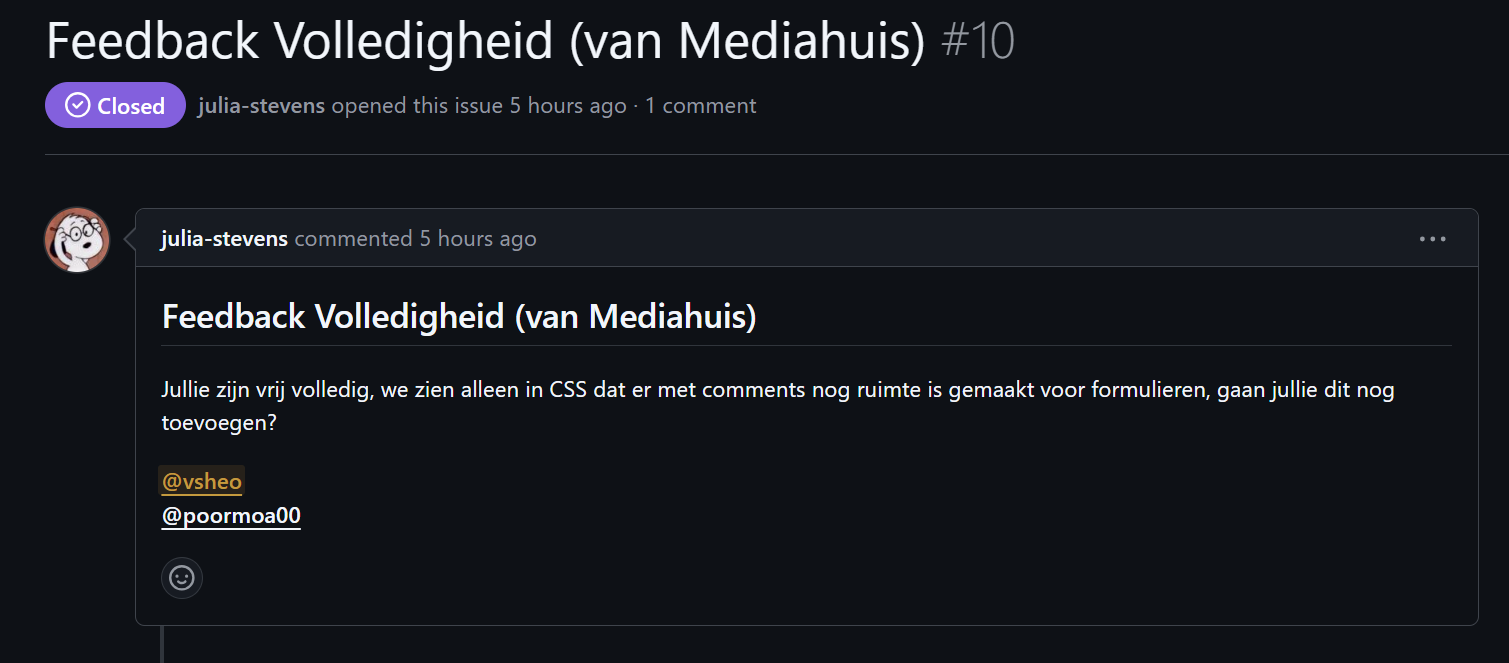 Feedback Volledigheid (van Mediahuis) #10
Closed julia-stevens opened this issue 5 hours ago · 1 comment
julia-stevens commented 5 hours ago
Feedback Volledigheid (van Mediahuis)
Jullie zijn vrij volledig, we zien alleen in CSS dat er met comments nog ruimte is gemaakt voor formulieren, gaan jullie dit nog
toevoegen?
@vsheo
@poormoa00